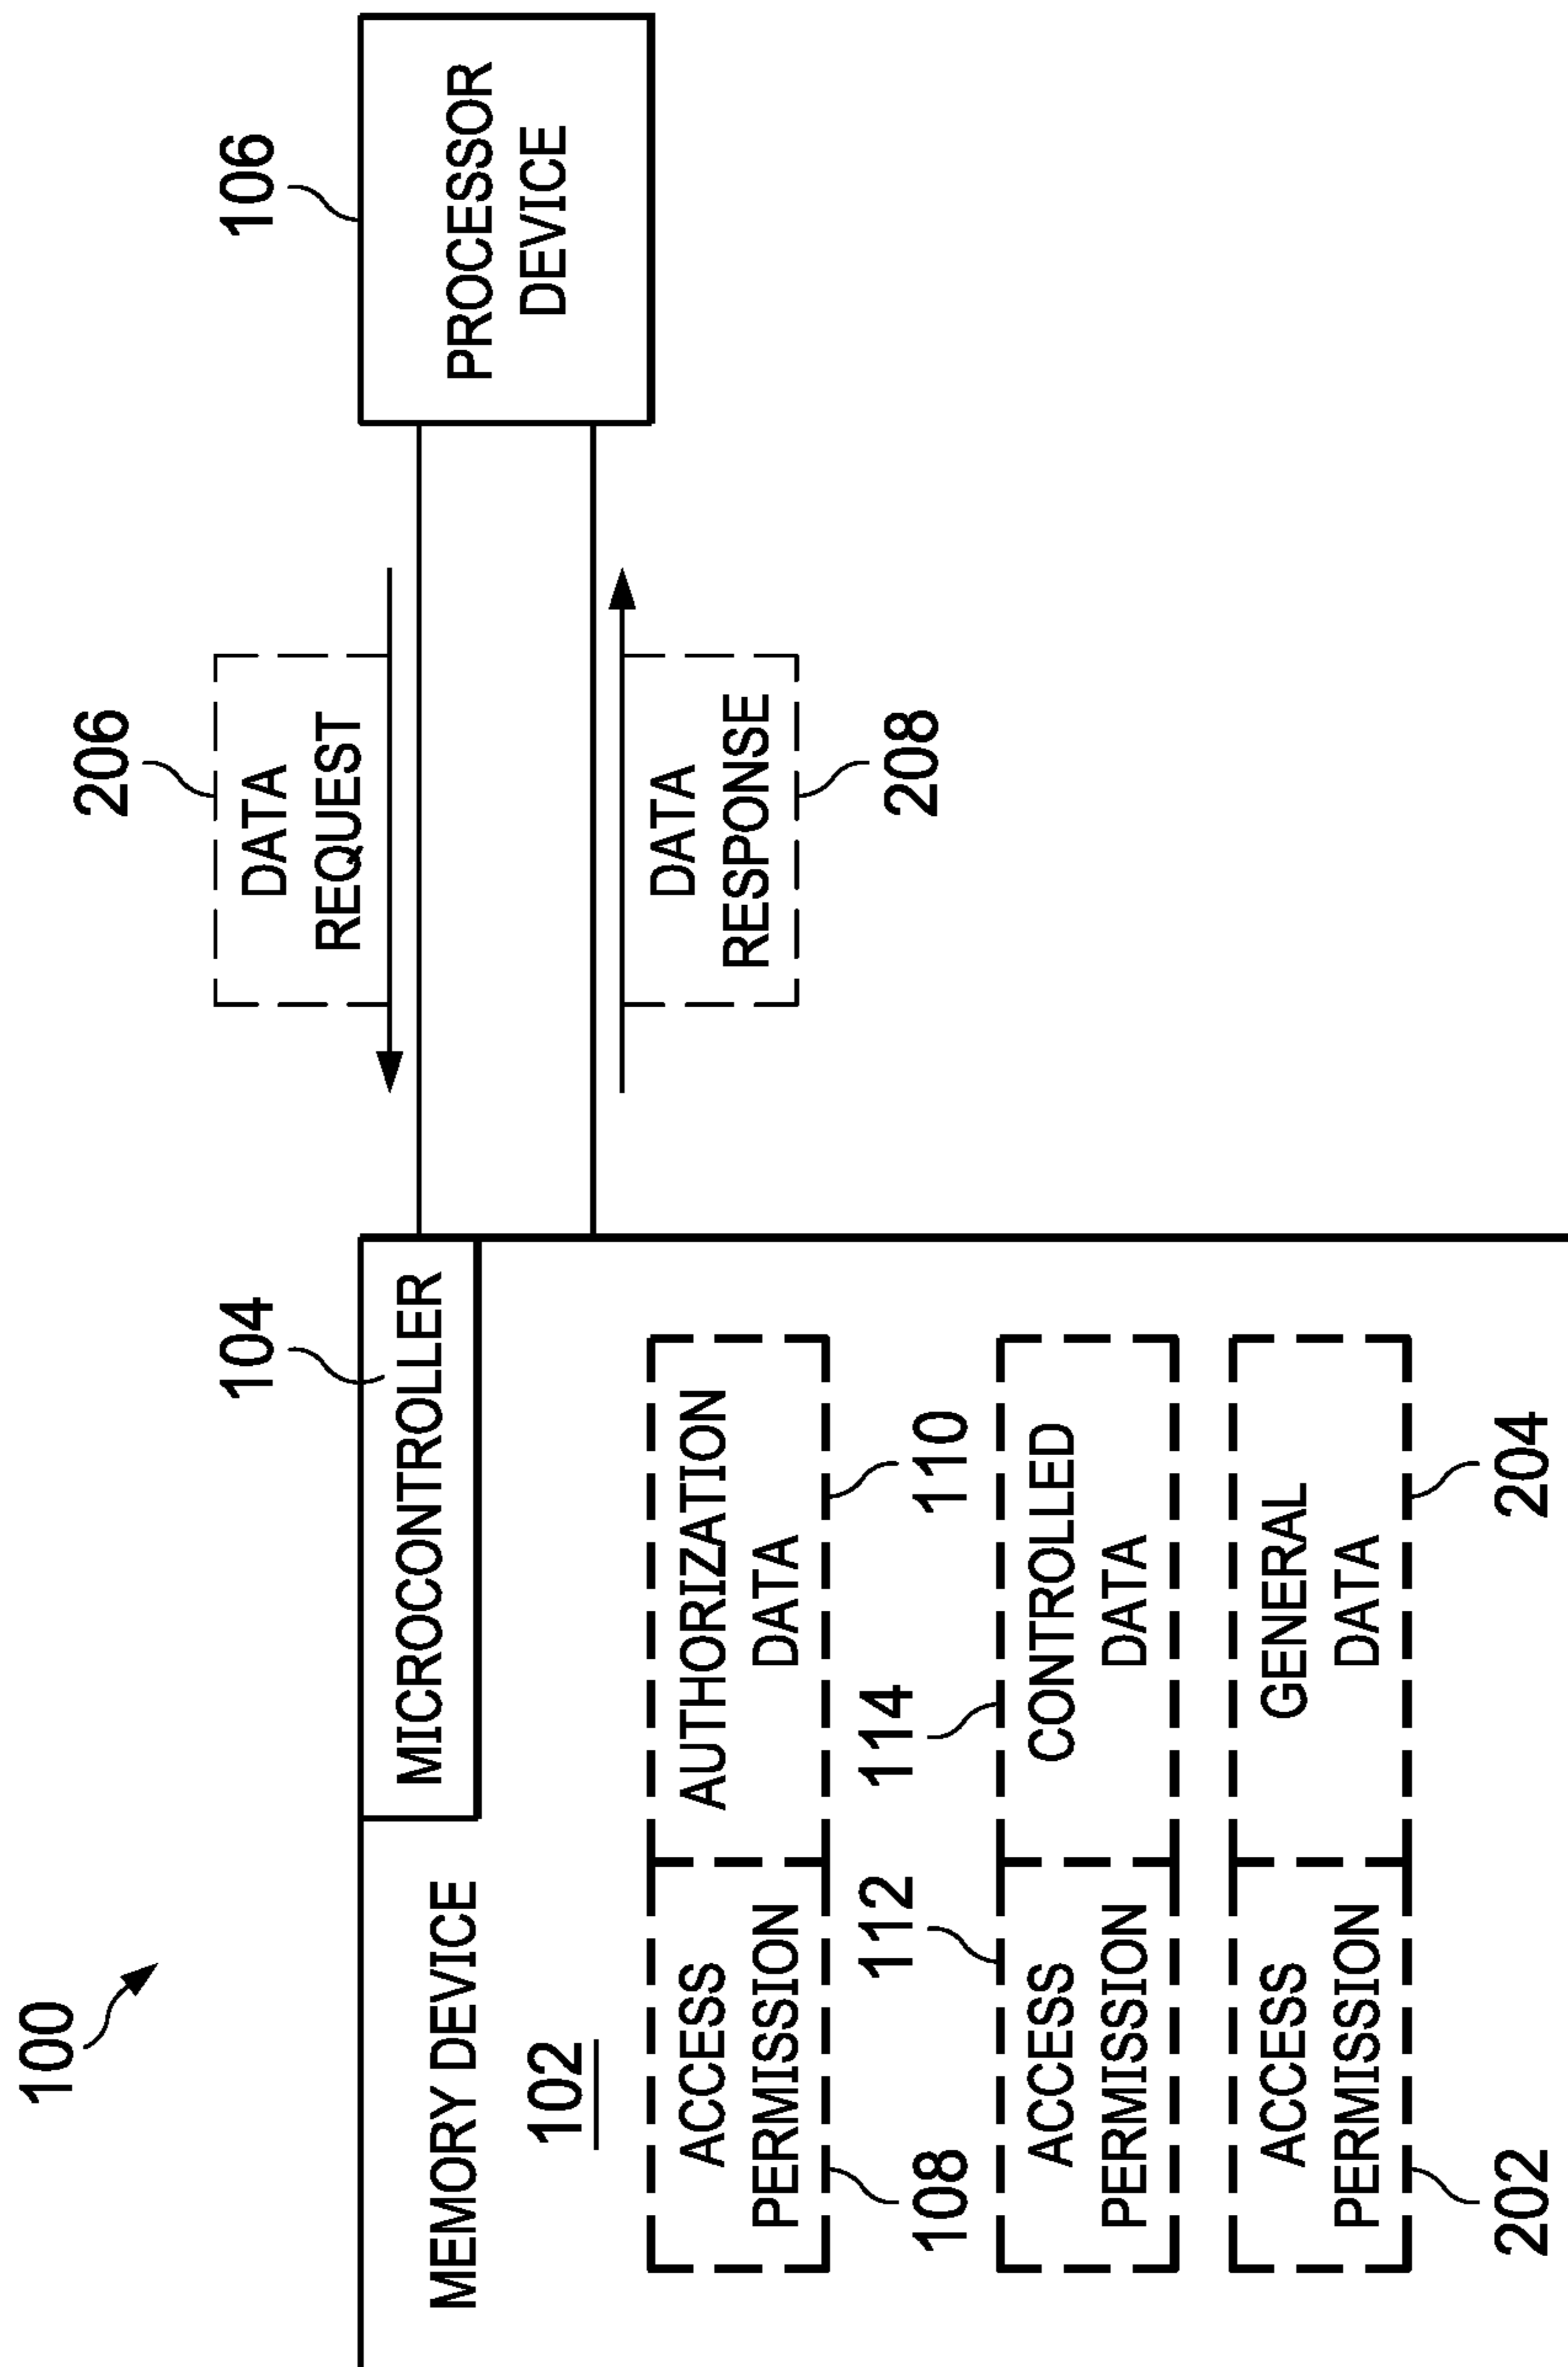 100
104
106
206
DATA
REQUEST
MEMORY DEVICE
102
MICROCONTROLLER
PROCESSOR
DEVICE
DATA
RESPONSE
208
ACCESS
PERMISSION
AUTHORIZATION
DATA
108
110
112
114
ACCESS
PERMISSION
CONTROLLED
DATA
ACCESS
PERMISSION
GENERAL
DATA
202
204